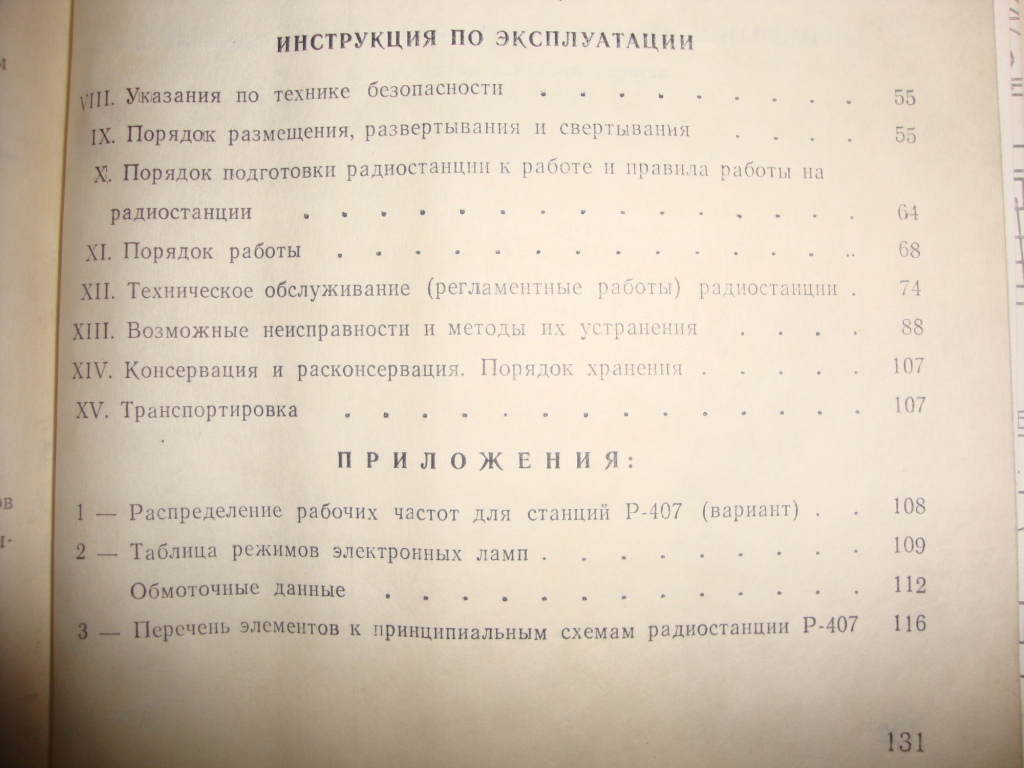 ИНСТРУКЦИЯ ПО ЭКСПЛУАТАЦИИ
VIII. Указания по технике безопасности . . . . . . . . . 55
IX. Порядок размещения, развертывания и свертывания . . . . 55
X. Порядок подготовки радиостанции к работе и правила работы на
радиостанции . . . . . . . . . . . . . . . 64
XI. Порядок работы . . . . . . . . . . . . . . 68
XII. Техническое обслуживание (регламентные работы) радиостанции . 74
XIII. Возможные неисправности и методы их устранения . . . . 88
XIV. Консервация и расконсервация. Порядок хранения . . . . . 107
XV. Транспортировка . . . . . . . . . . . . . . 107
ПРИЛОЖЕНИЯ:
1 — Распределение рабочих частот для станций Р-407 (вариант) . . 108
2 — Таблица режимов электронных ламп . . . . . . . . . 109
Обмоточные данные . . . . . . . . . . . . . 112
3 — Перечень элементов к принципиальным схемам радиостанции Р-407 116
131